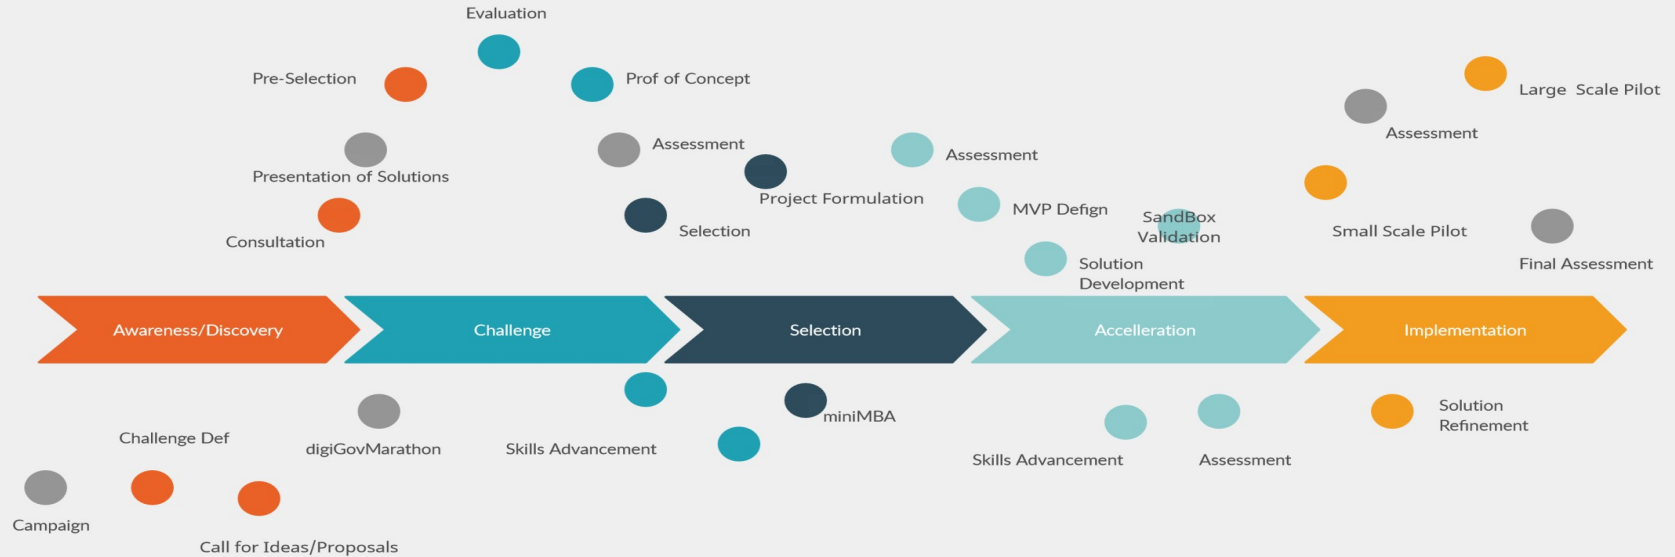 Evaluation
Pre-Selection
Prof of Concept
Large  Scale Pilot
Assessment
Assessment
Assessment
Presentation of Solutions
Project Formulation
MVP Defign
SandBox
Validation
Selection
Small Scale Pilot
Consultation
Solution
Development
Final Assessment
Awareness/Discovery
Challenge
Selection
Accelleration
Implementation
Challenge Def
digiGovMarathon
Skills Advancement
miniMBA
Skills Advancement
Assessment
Solution
Refinement
Campaign
Call for Ideas/Proposals